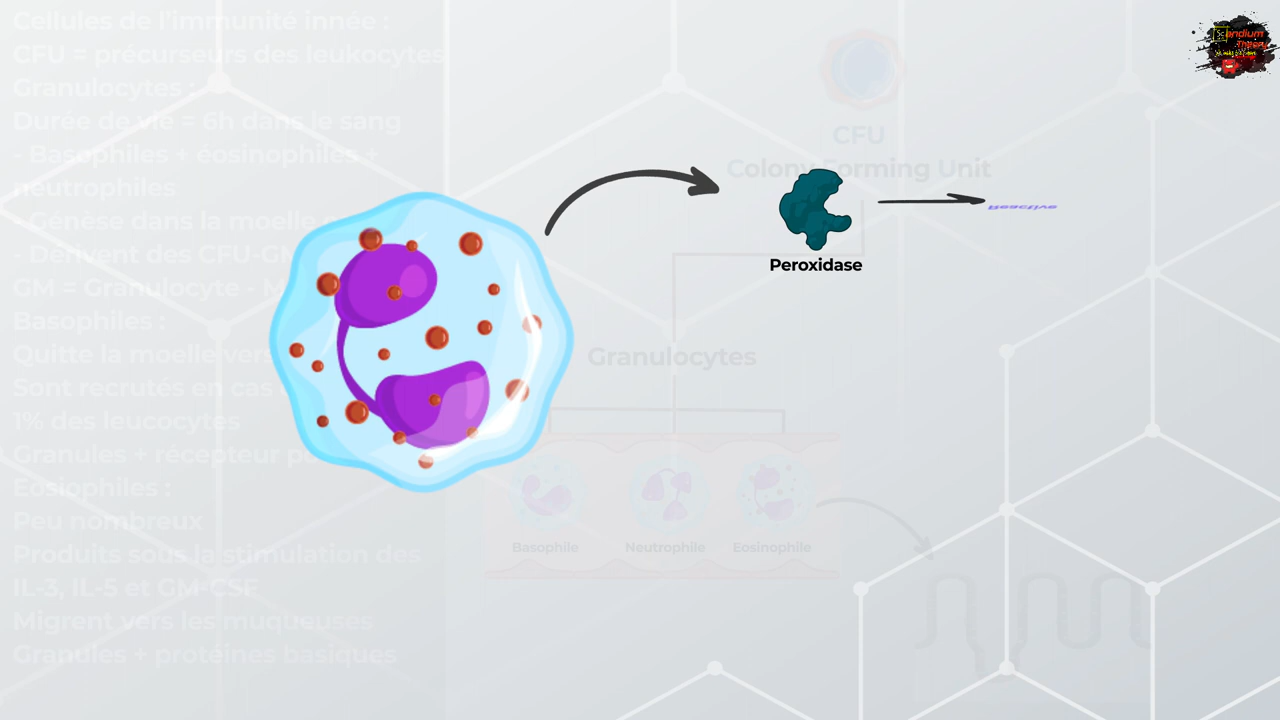 Cellules de l'immunité innée :
CFU = précurseurs des leukocytes
Granulocytes :
Durée de vie = 6h dans le sang
- Basophiles + eosinophiles +
neutrophiles
- Génèse dans la moelle
- Dérivent des CFU-GM
GM = Granulocyte - M
Basophiles :
Quitte la moelle vers
Sont recrutés en cas
1% des leucocytes
Granules + récepteur
Eosiophiles :
Peu nombreux
Produits sous la stimulation des
IL-3, IL-5 et GM-CSF
Migrent vers les muqueuses
Granules + protéines basiques
CFU
Colony Forming Unit
Peroxidase
Reactive
Granulocytes
Basophile
Neutrophile
Eosinophile